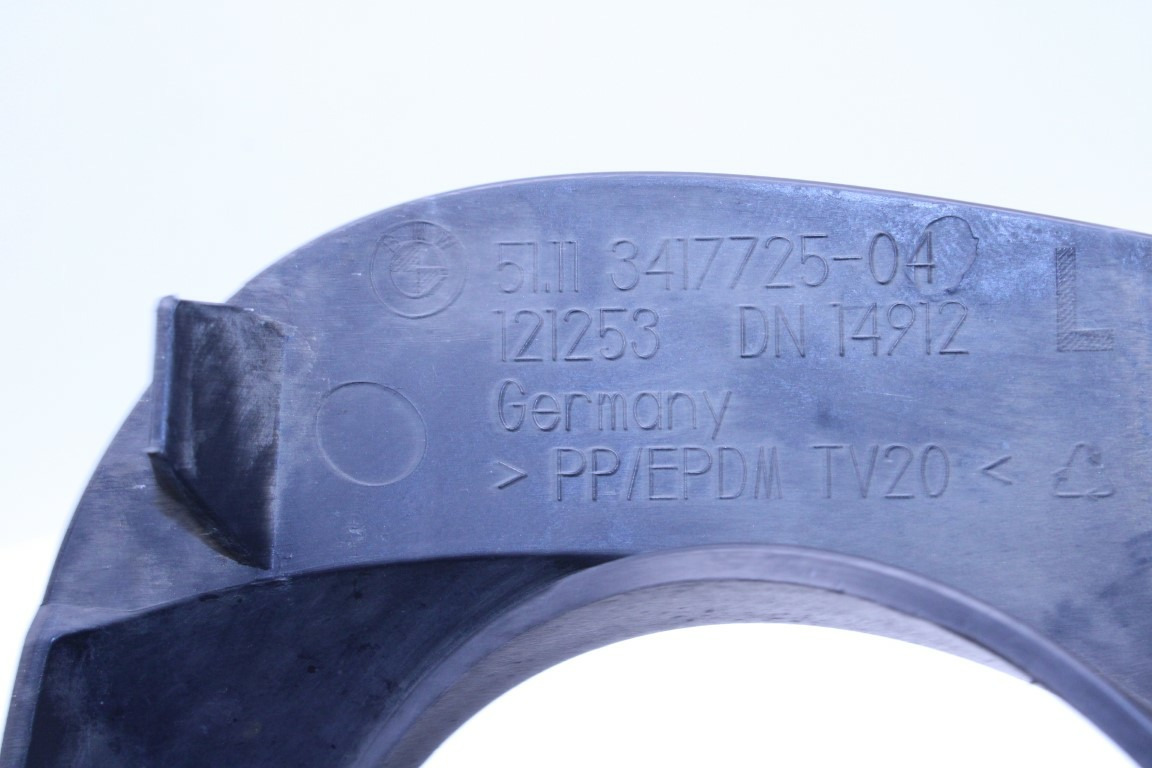 51.11 3417725-04
L
121253 DN 14912
Germany
> PP/EPDM TV20 <